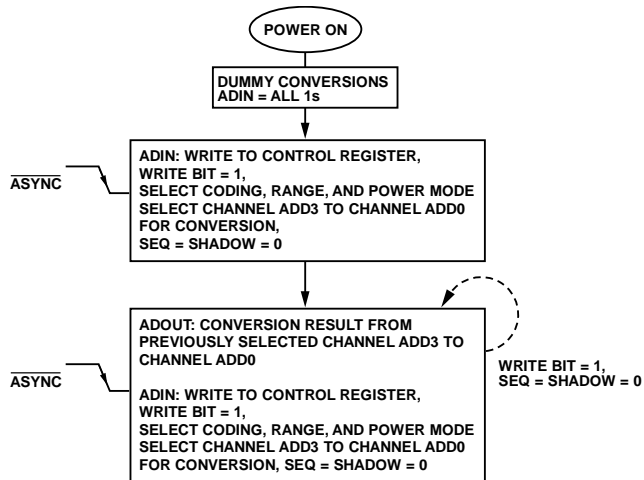 POWER ON
DUMMY CONVERSIONS
ADIN = ALL 1s
ASYNC
ADIN: WRITE TO CONTROL REGISTER,
WRITE BIT = 1,
SELECT CODING, RANGE, AND POWER MODE
SELECT CHANNEL ADD3 TO CHANNEL ADD0
FOR CONVERSION,
SEQ = SHADOW = 0
ASYNC
ADOUT: CONVERSION RESULT FROM
PREVIOUSLY SELECTED CHANNEL ADD3 TO
CHANNEL ADD0
ADIN: WRITE TO CONTROL REGISTER,
WRITE BIT = 1,
SELECT CODING, RANGE, AND POWER MODE
SELECT CHANNEL ADD3 TO CHANNEL ADD0
FOR CONVERSION, SEQ = SHADOW = 0
WRITE BIT = 1,
SEQ = SHADOW = 0